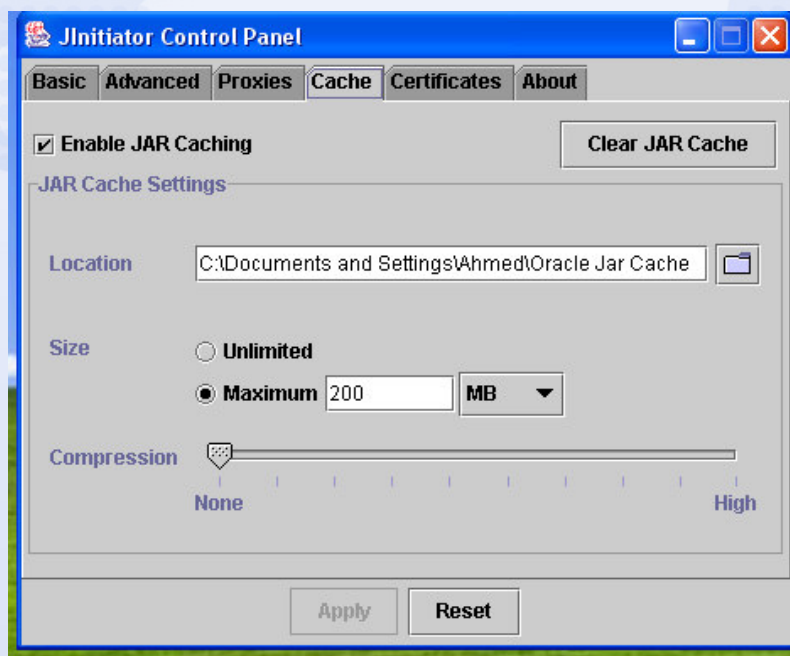 JInitiator Control Panel
Basic Advanced Proxies Cache Certificates About
Enable JAR Caching Clear JAR Cache
JAR Cache Settings
Location C:\Documents and Settings\Ahmed\Oracle Jar Cache
Size Unlimited
Maximum 200 MB
Compression
None High
Apply Reset